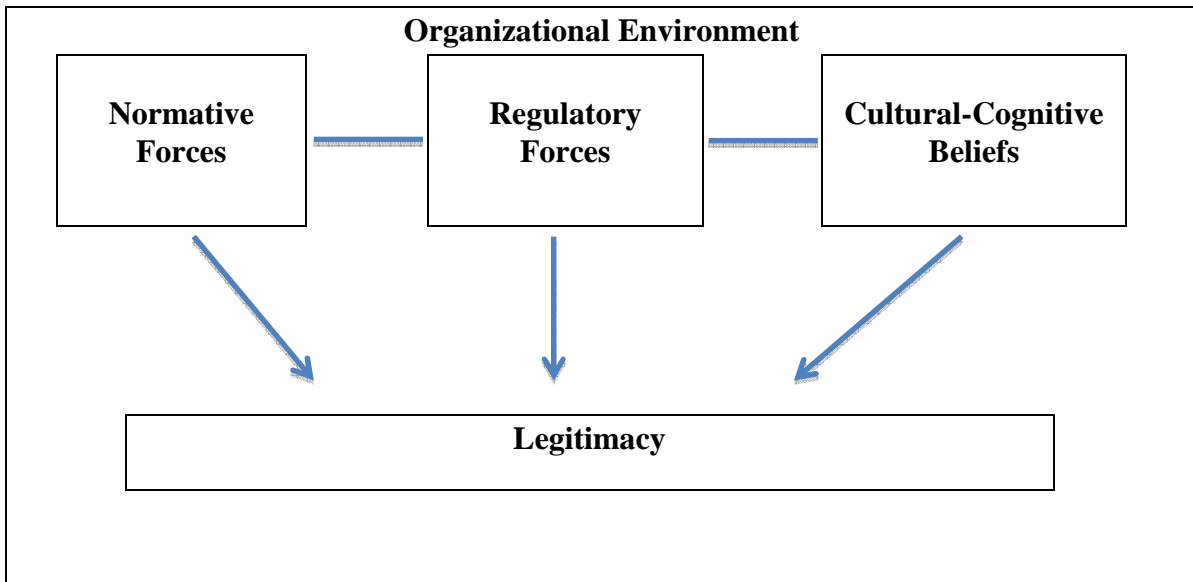 Organizational Environment
Normative
Forces
Regulatory
Forces
Cultural-Cognitive
Beliefs
Legitimacy